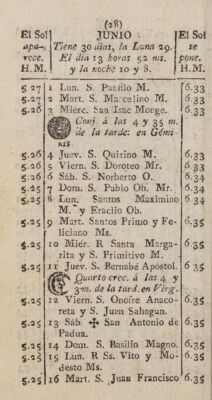 (28)
El Sol JUNIO El Sol
apa- Tiene 30 dias, la Luna 29. se
rece. El dia 13 horas 52 ms. pone.
H. M. y la noche 10 y 8. H. M.
5.27 1 Lun. S. Panfilo M. 6.33
5.27 2 Mart. S. Marcelino M. 6.33
5.26 3 Mierc. San Isac Monge. 6.33
Conj. á las 4 y 35 m.
de la tarde: en Gémi-
nis
5.26 4 Juev. S. Quirino M. 6.33
5.26 5 Viern. S. Doroteo Mr. 6.33
5.26 6 Sáb. S. Norberto O. 6.34
5.25 7 Dom. S. Pablo Ob. Mr. 6.34
5.25 8 Lun. Santos Maximino 6.34
M. y Eraclio Ob.
5.25 9 Mart. Santos Primo y Fe- 6.35
liciano Ms.
5.25 10 Miér. R Santa Marga- 6.35
rita y S. Primitivo M.
5.25 11 Juev. S. Bernabé Apostol. 6.35
Quarto crec. á las 4 y
3 m. de la tard. en Virg.
5.25 12 Viern. S. Onofre Anaco- 6.35
reta y S. Juan Sahagun.
5.25 13 Sáb. ✠ San Antonio de 6.35
Padua.
5.25 14 Dom. S. Basilio Magno. 6.35
5.25 15 Lun. R Ss. Vito y Mo- 6.35
desto Ms.
5.25 16 Mart. S. Juan Francisco 6.35